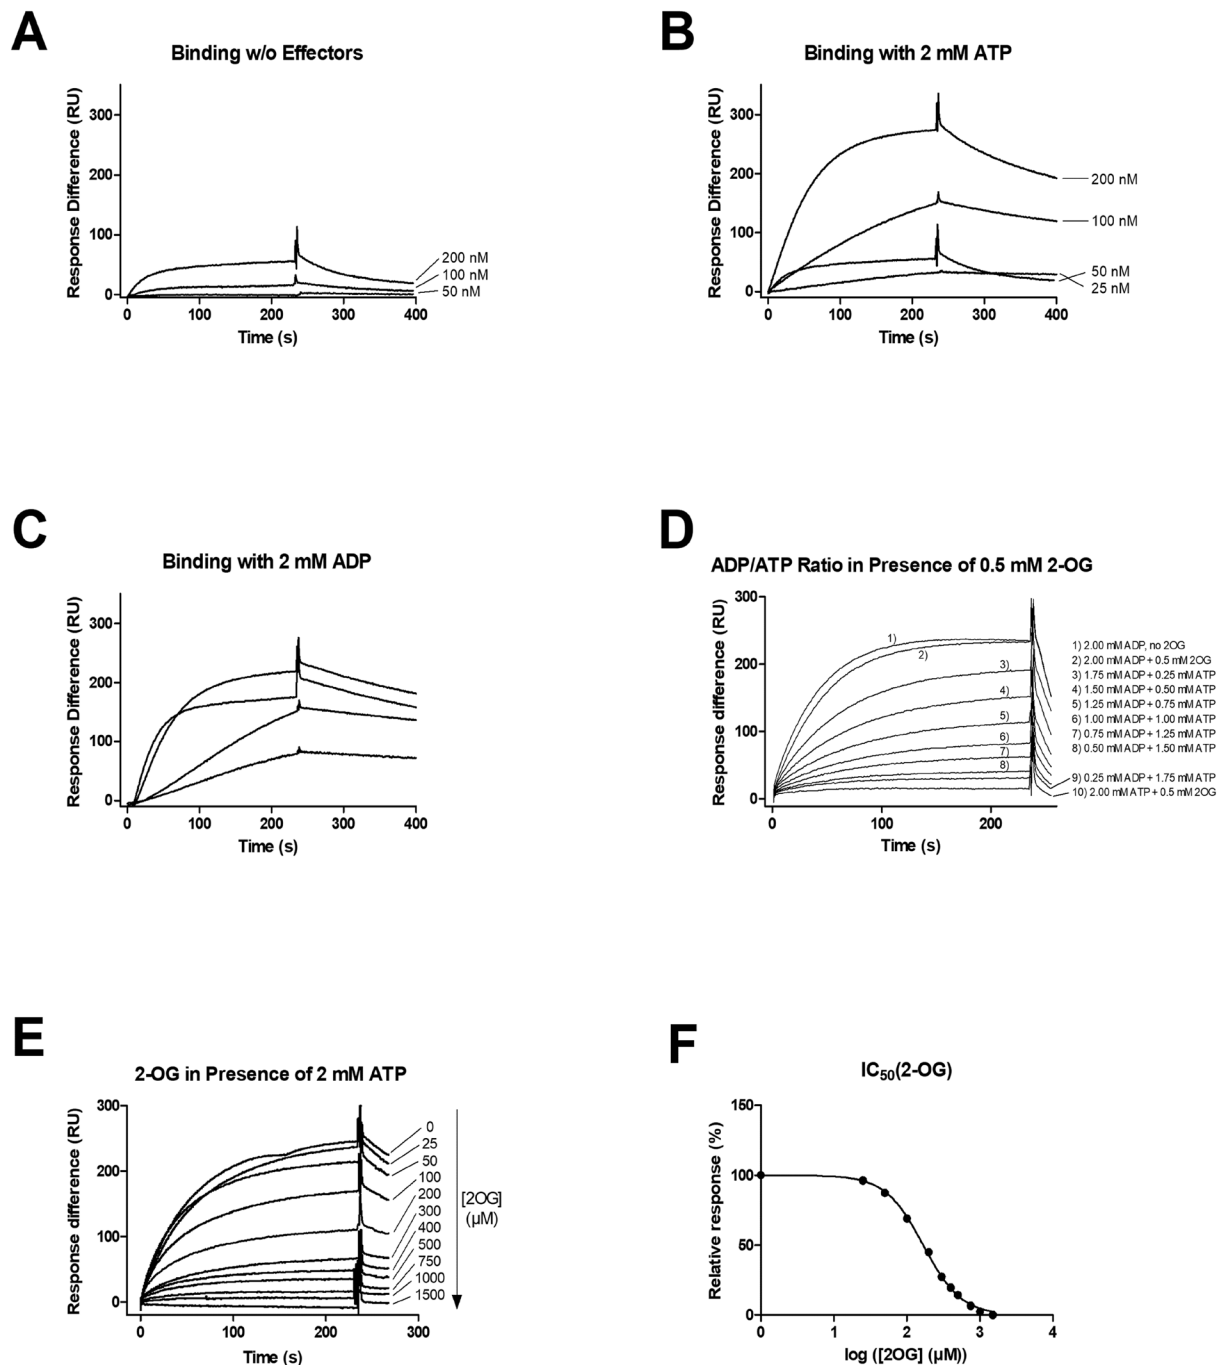 A
Binding w/o Effectors
Response Difference (RU)
300
200
100
0
0 100 200 300 400
Time (s)
200 nM
100 nM
50 nM
B
Binding with 2 mM ATP
Response Difference (RU)
300
200
100
0
0 100 200 300 400
Time (s)
200 nM
100 nM
50 nM
25 nM
C
Binding with 2 mM ADP
Response Difference (RU)
300
200
100
0
0 100 200 300 400
Time (s)
D
ADP/ATP Ratio in Presence of 0.5 mM 2-OG
Response difference (RU)
300
200
100
0
0 100 200
Time (s)
1)
2)
3)
4)
5)
6)
7)
8)
1) 2.00 mM ADP, no 2OG
2) 2.00 mM ADP + 0.5 mM 2OG
3) 1.75 mM ADP + 0.25 mM ATP
4) 1.50 mM ADP + 0.50 mM ATP
5) 1.25 mM ADP + 0.75 mM ATP
6) 1.00 mM ADP + 1.00 mM ATP
7) 0.75 mM ADP + 1.25 mM ATP
8) 0.50 mM ADP + 1.50 mM ATP
9) 0.25 mM ADP + 1.75 mM ATP
10) 2.00 mM ATP + 0.5 mM 2OG
E
2-OG in Presence of 2 mM ATP
Response difference (RU)
300
200
100
0
0 100 200 300
Time (s)
0
25
50
100
200
300
400
500
750
1000
1500
[2OG]
(µM)
F
IC50(2-OG)
Relative response (%)
150
100
50
0
0 1 2 3 4
log ([2OG] (µM))